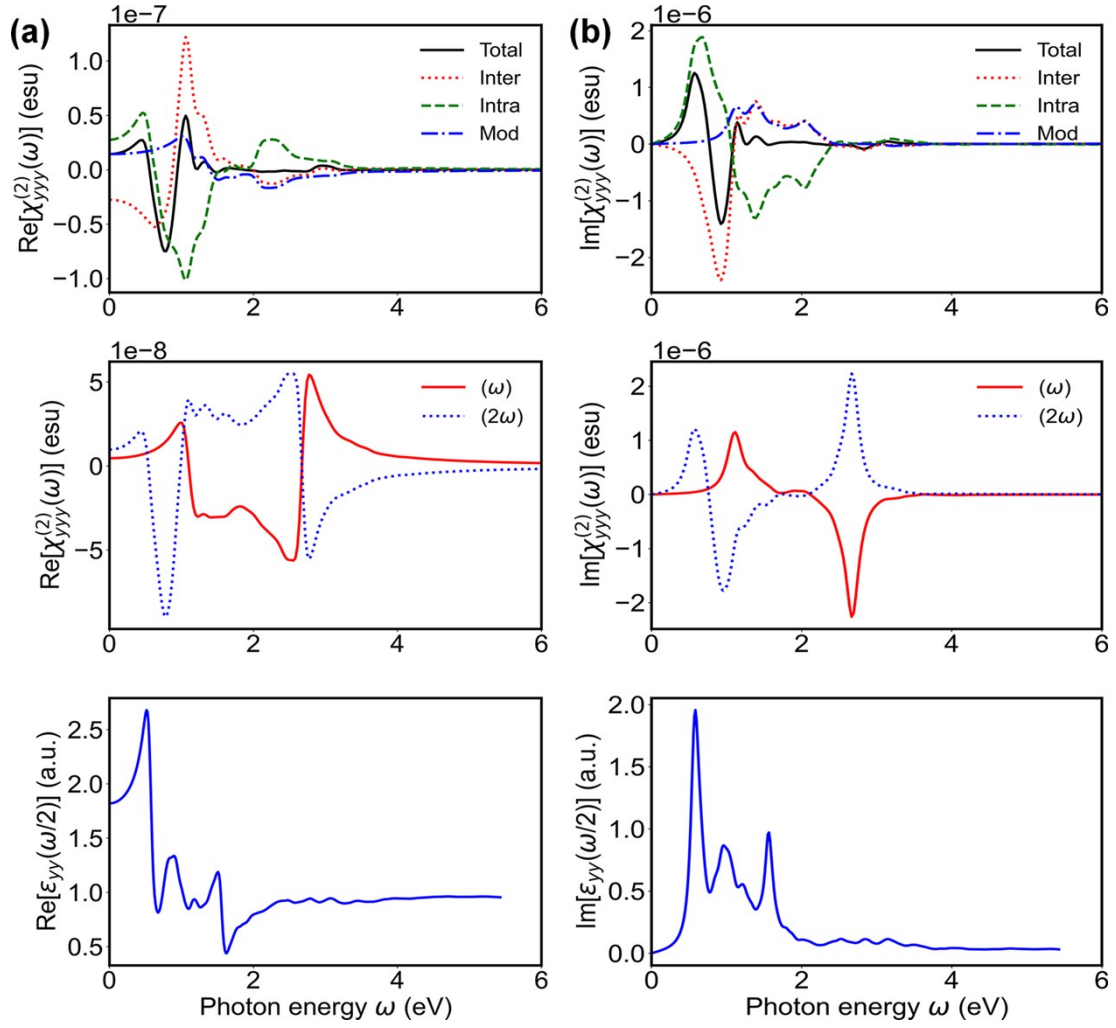 (a)
1e−7
Re[χ^{(2)}_{yyy}(ω)] (esu)
1.0
0.5
0.0
−0.5
−1.0
Total
Inter
Intra
Mod
0 2 4 6
(b)
1e−6
Im[χ^{(2)}_{yyy}(ω)] (esu)
2
1
0
−1
−2
Total
Inter
Intra
Mod
0 2 4 6
1e−8
Re[χ^{(2)}_{yyy}(ω)] (esu)
5
0
−5
(ω)
(2ω)
0 2 4 6
1e−6
Im[χ^{(2)}_{yyy}(ω)] (esu)
2
1
0
−1
−2
(ω)
(2ω)
0 2 4 6
Re[ε_{yy}(ω/2)] (a.u.)
2.5
2.0
1.5
1.0
0.5
0 2 4 6
Photon energy ω (eV)
Im[ε_{yy}(ω/2)] (a.u.)
2.0
1.5
1.0
0.5
0.0
0 2 4 6
Photon energy ω (eV)